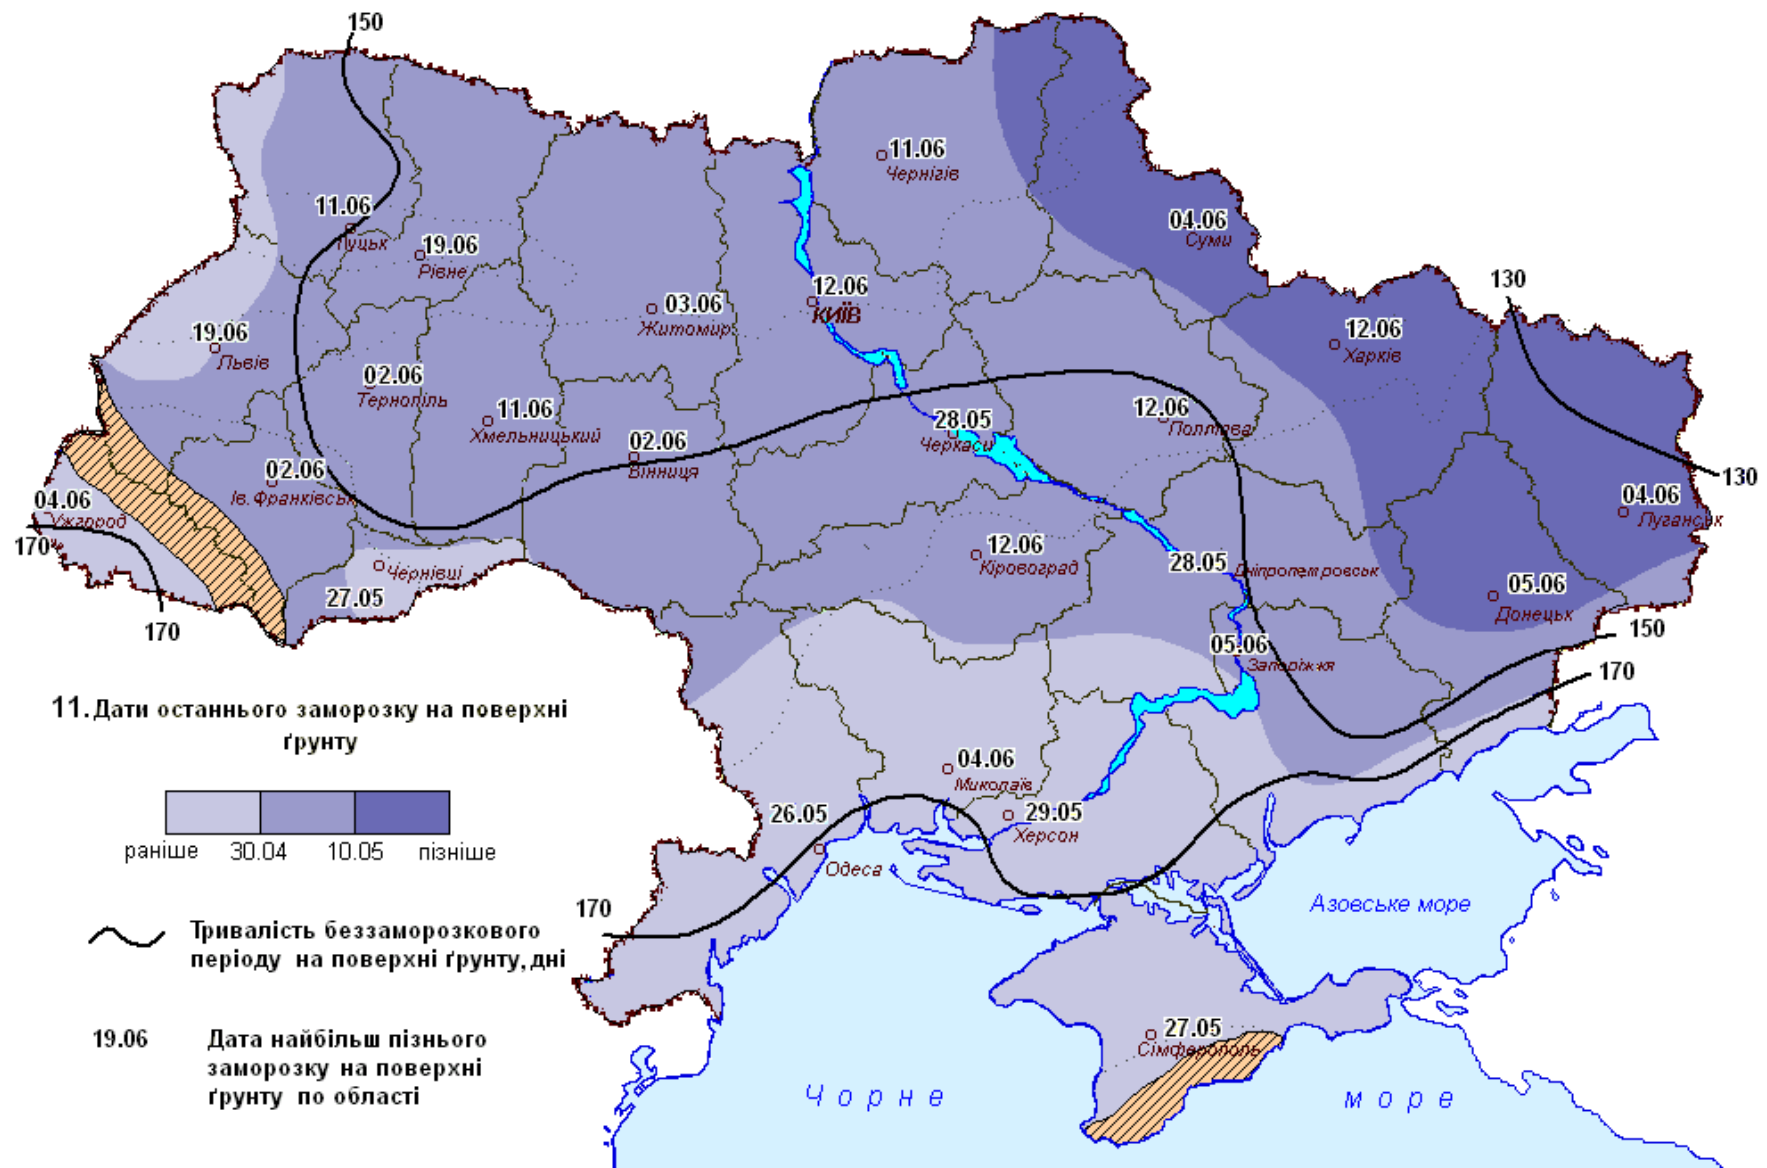 150
11.06
Чернігів
11.06
Луцьк
19.06
Рівне
04.06
Суми
12.06
КИЇВ
03.06
Житомир
130
19.06
Львів
12.06
Харків
02.06
Тернопіль
11.06
Хмельницький
28.05
Черкаси
12.06
Полтава
02.06
Вінниця
02.06
Ів.Франківськ
130
04.06
Ужгород
04.06
Луганськ
170
12.06
Кіровоград
28.05
Дніпропетровськ
Чернівці
27.05
05.06
Донецьк
170
150
05.06
Запоріжжя
170
11. Дати останнього заморозку на поверхні
ґрунту
04.06
Миколаїв
26.05
29.05
Херсон
раніше 30.04 10.05 пізніше
Одеса
170
Азовське море
Тривалість беззаморозкового
періоду на поверхні ґрунту, дні
19.06 Дата найбільш пізнього
заморозку на поверхні
ґрунту по області
27.05
Сімферополь
Чорне море